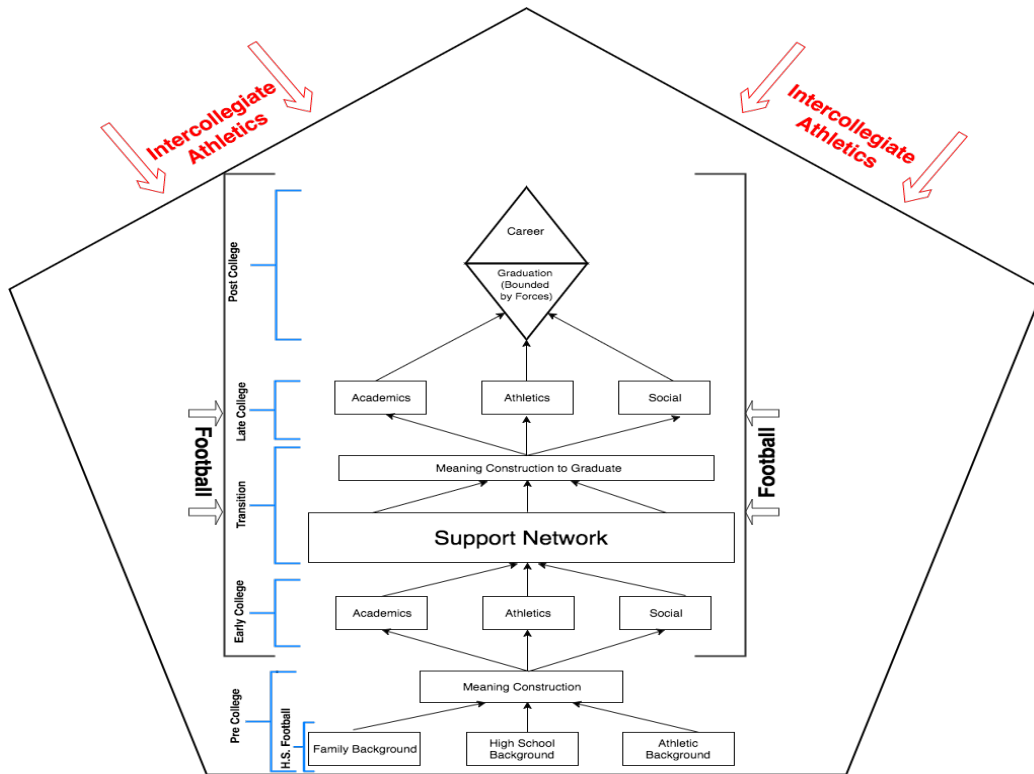 Intercollegiate
Athletics
Intercollegiate
Athletics
Post College
Career
Graduation
(Bounded
by Forces)
Late College
Academics
Athletics
Social
Football
Football
Transition
Meaning Construction to Graduate
Support Network
Early College
Academics
Athletics
Social
Pre College
Meaning Construction
H.S. Football
Family Background
High School
Background
Athletic
Background